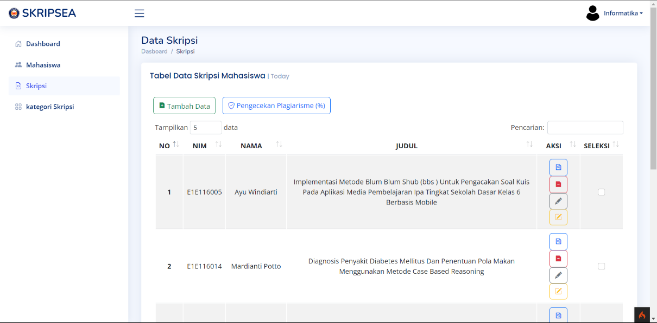 SKRIPSEA
Informatika
Dashboard
Mahasiswa
Skripsi
kategori Skripsi
Data Skripsi
Dasboard / Skripsi
Tabel Data Skripsi Mahasiswa | Today
Tambah Data
Pengecekan Plagiarisme (%)
Tampilkan 5 data
Pencarian:
NO NIM NAMA JUDUL AKSI SELEKSI
1 E1E116005 Ayu Windiarti
Implementasi Metode Blum Blum Shub (bbs ) Untuk Pengacakan Soal Kuis
Pada Aplikasi Media Pembelajaran Ipa Tingkat Sekolah Dasar Kelas 6
Berbasis Mobile
2 E1E116014 Mardianti Potto
Diagnosis Penyakit Diabetes Mellitus Dan Penentuan Pola Makan
Menggunakan Metode Case Based Reasoning